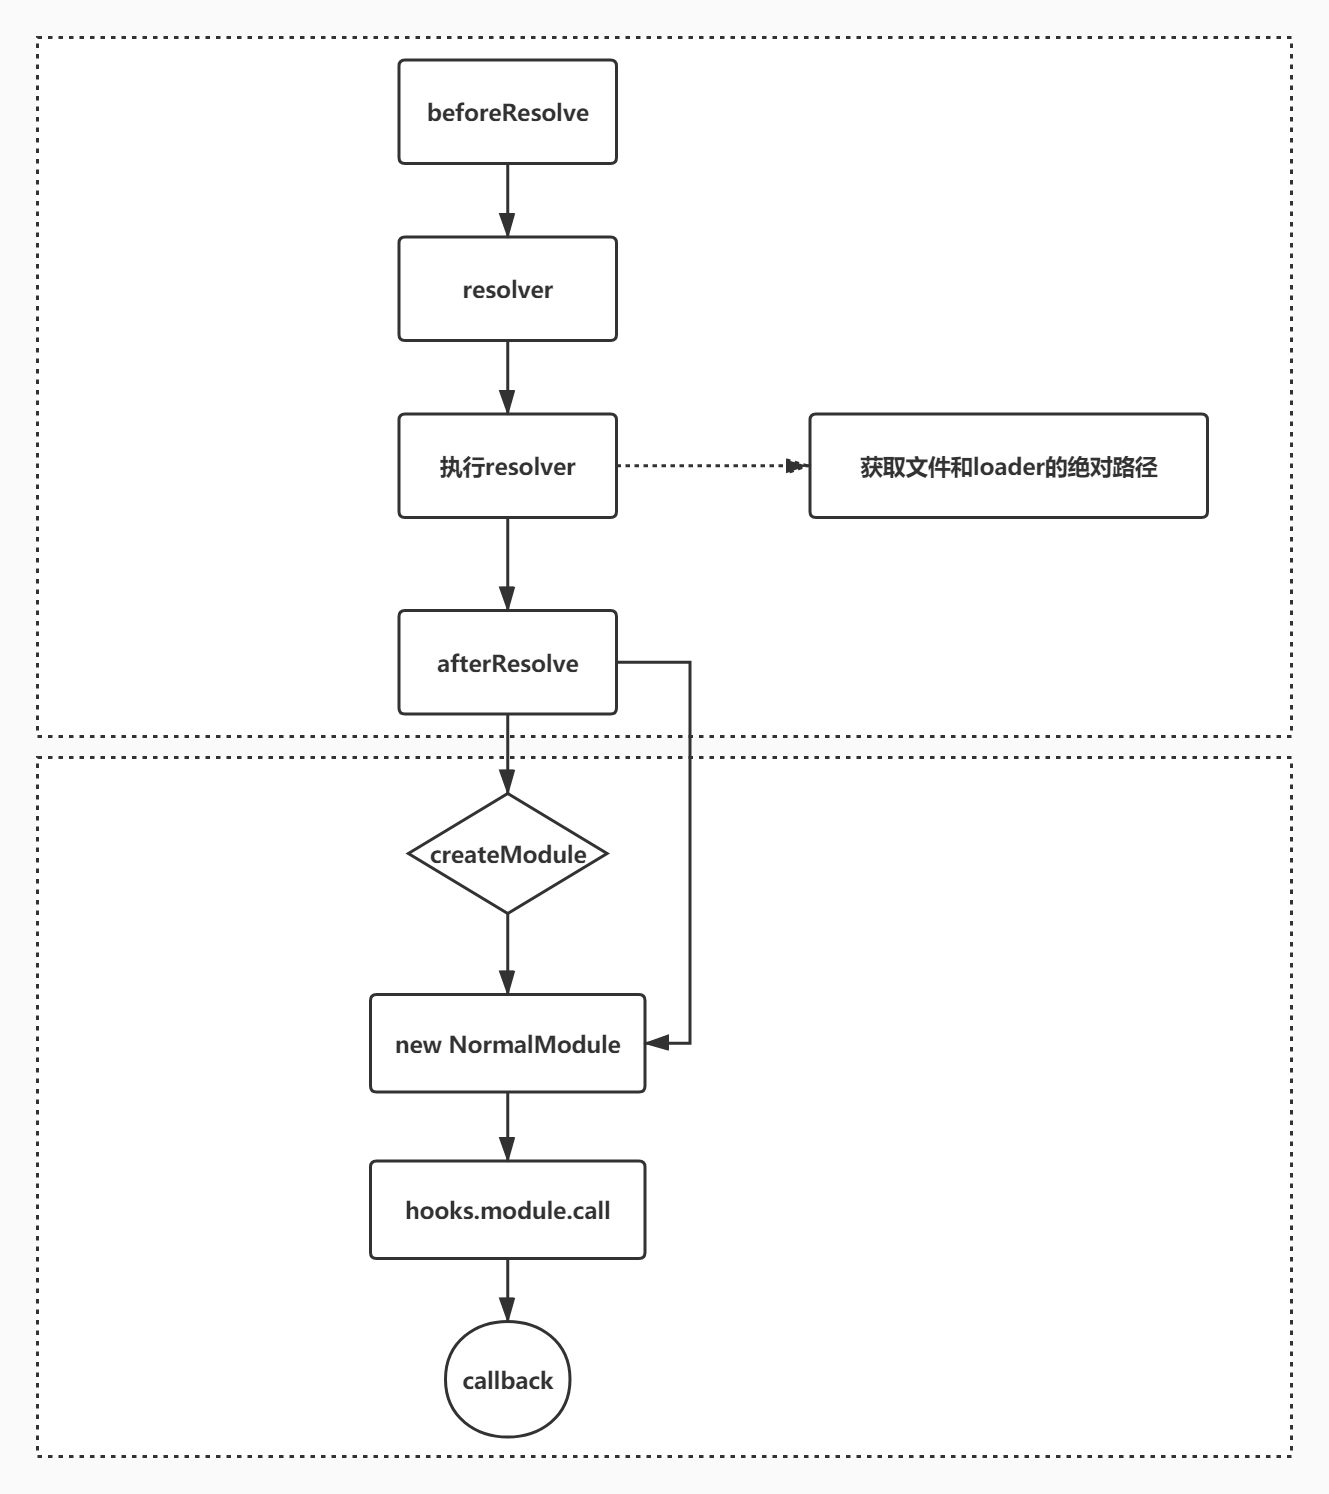 beforeResolve
resolver
执行resolver
获取文件和loader的绝对路径
afterResolve
createModule
new NormalModule
hooks.module.call
callback